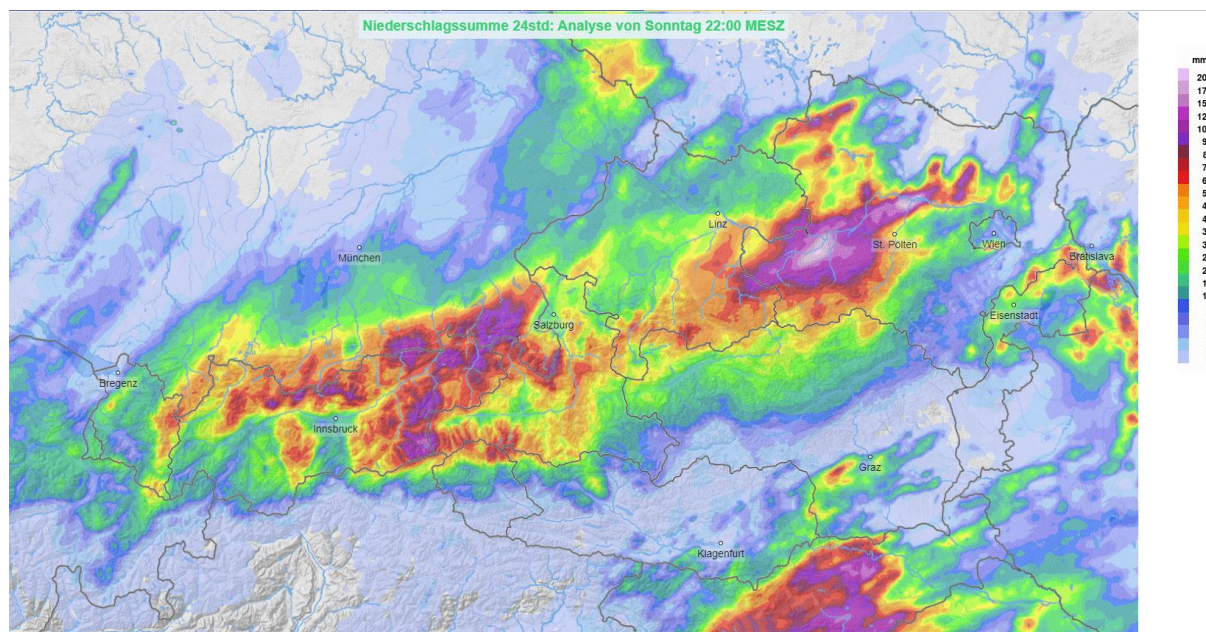 Niederschlagssumme 24std: Analyse von Sonntag 22:00 MESZ
mm
20
17
15
12
10
9
8
7
6
5
4
4
3
3
2
2
1
1
Linz
St. Pölten
Wien
Bratislava
München
Eisenstadt
Salzburg
Bregenz
Innsbruck
Graz
Klagenfurt